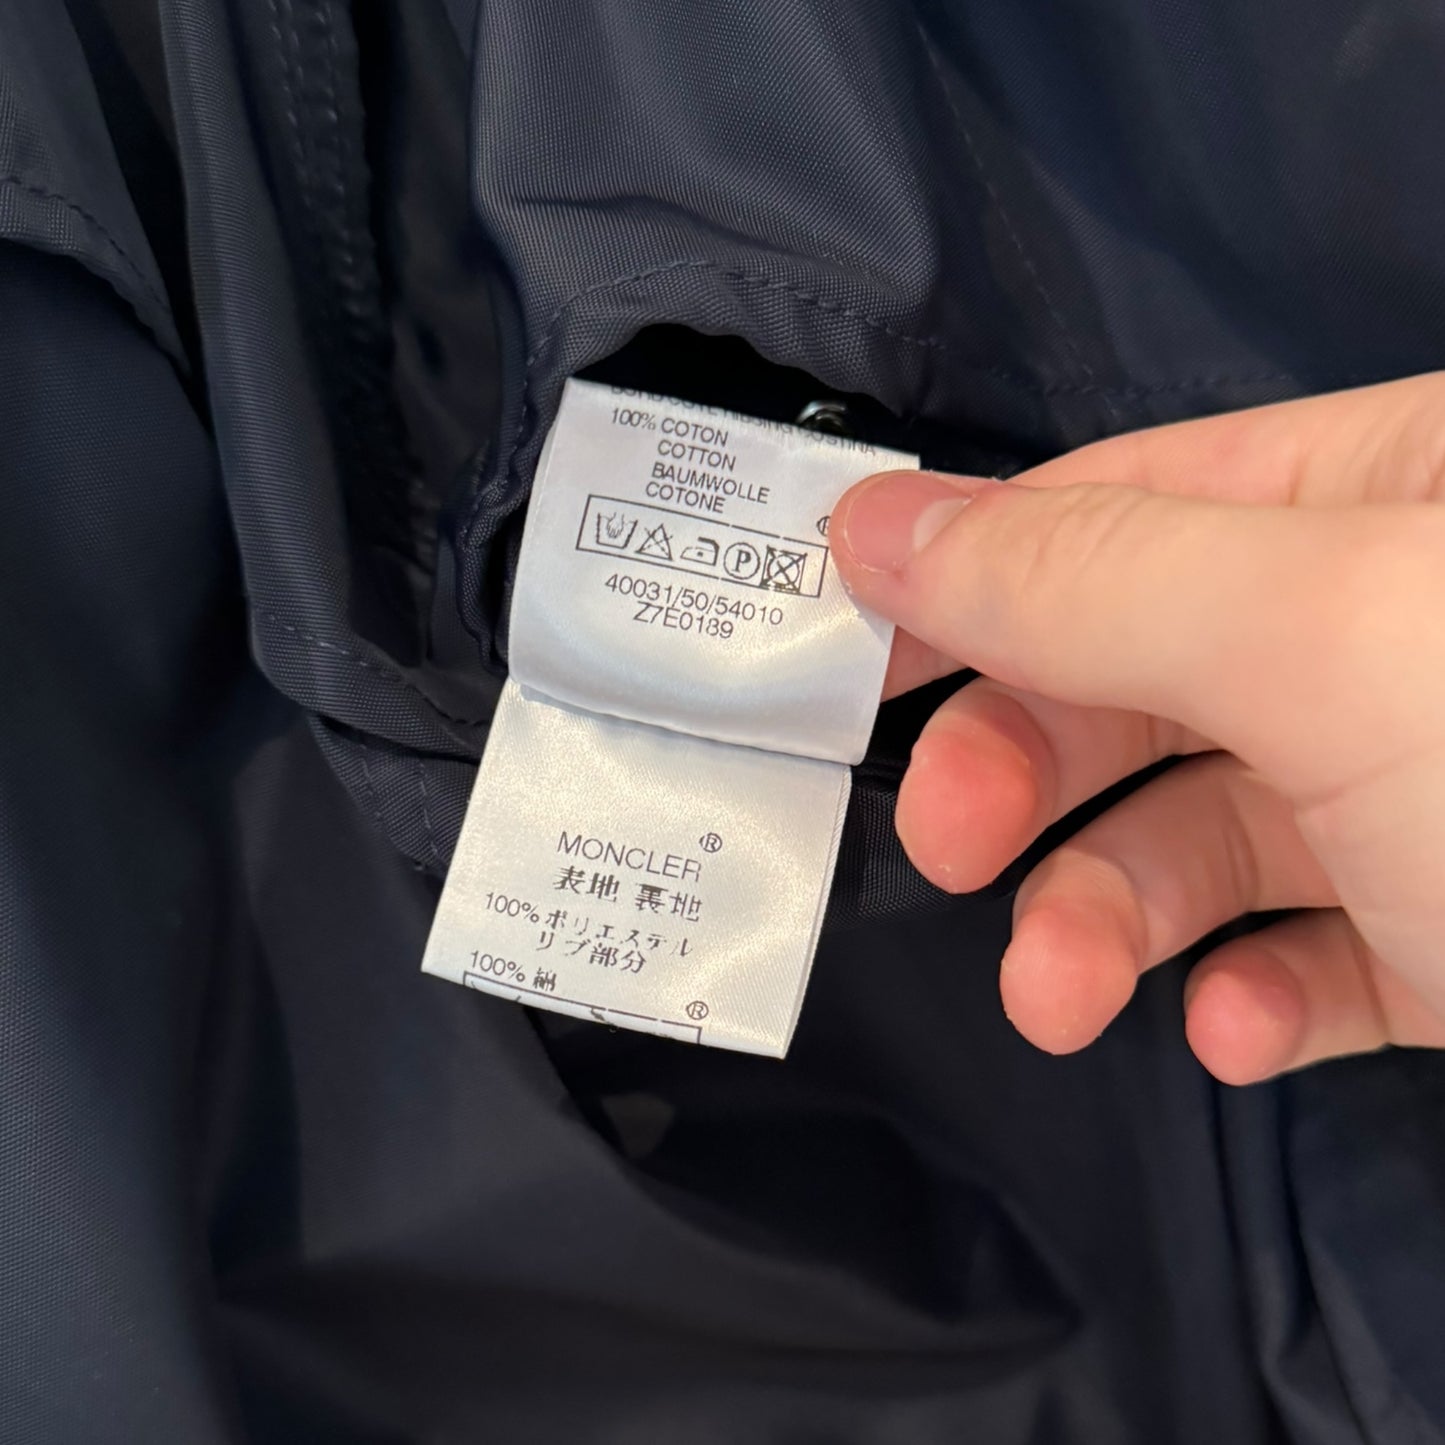 100% COTON
COTTON
BAUMWOLLE
COTONE
®
P
40031/50/54010
Z7E0189
MONCLER ®
表地 裏地
100% ポリエステル
リブ部分
100% 綿
®